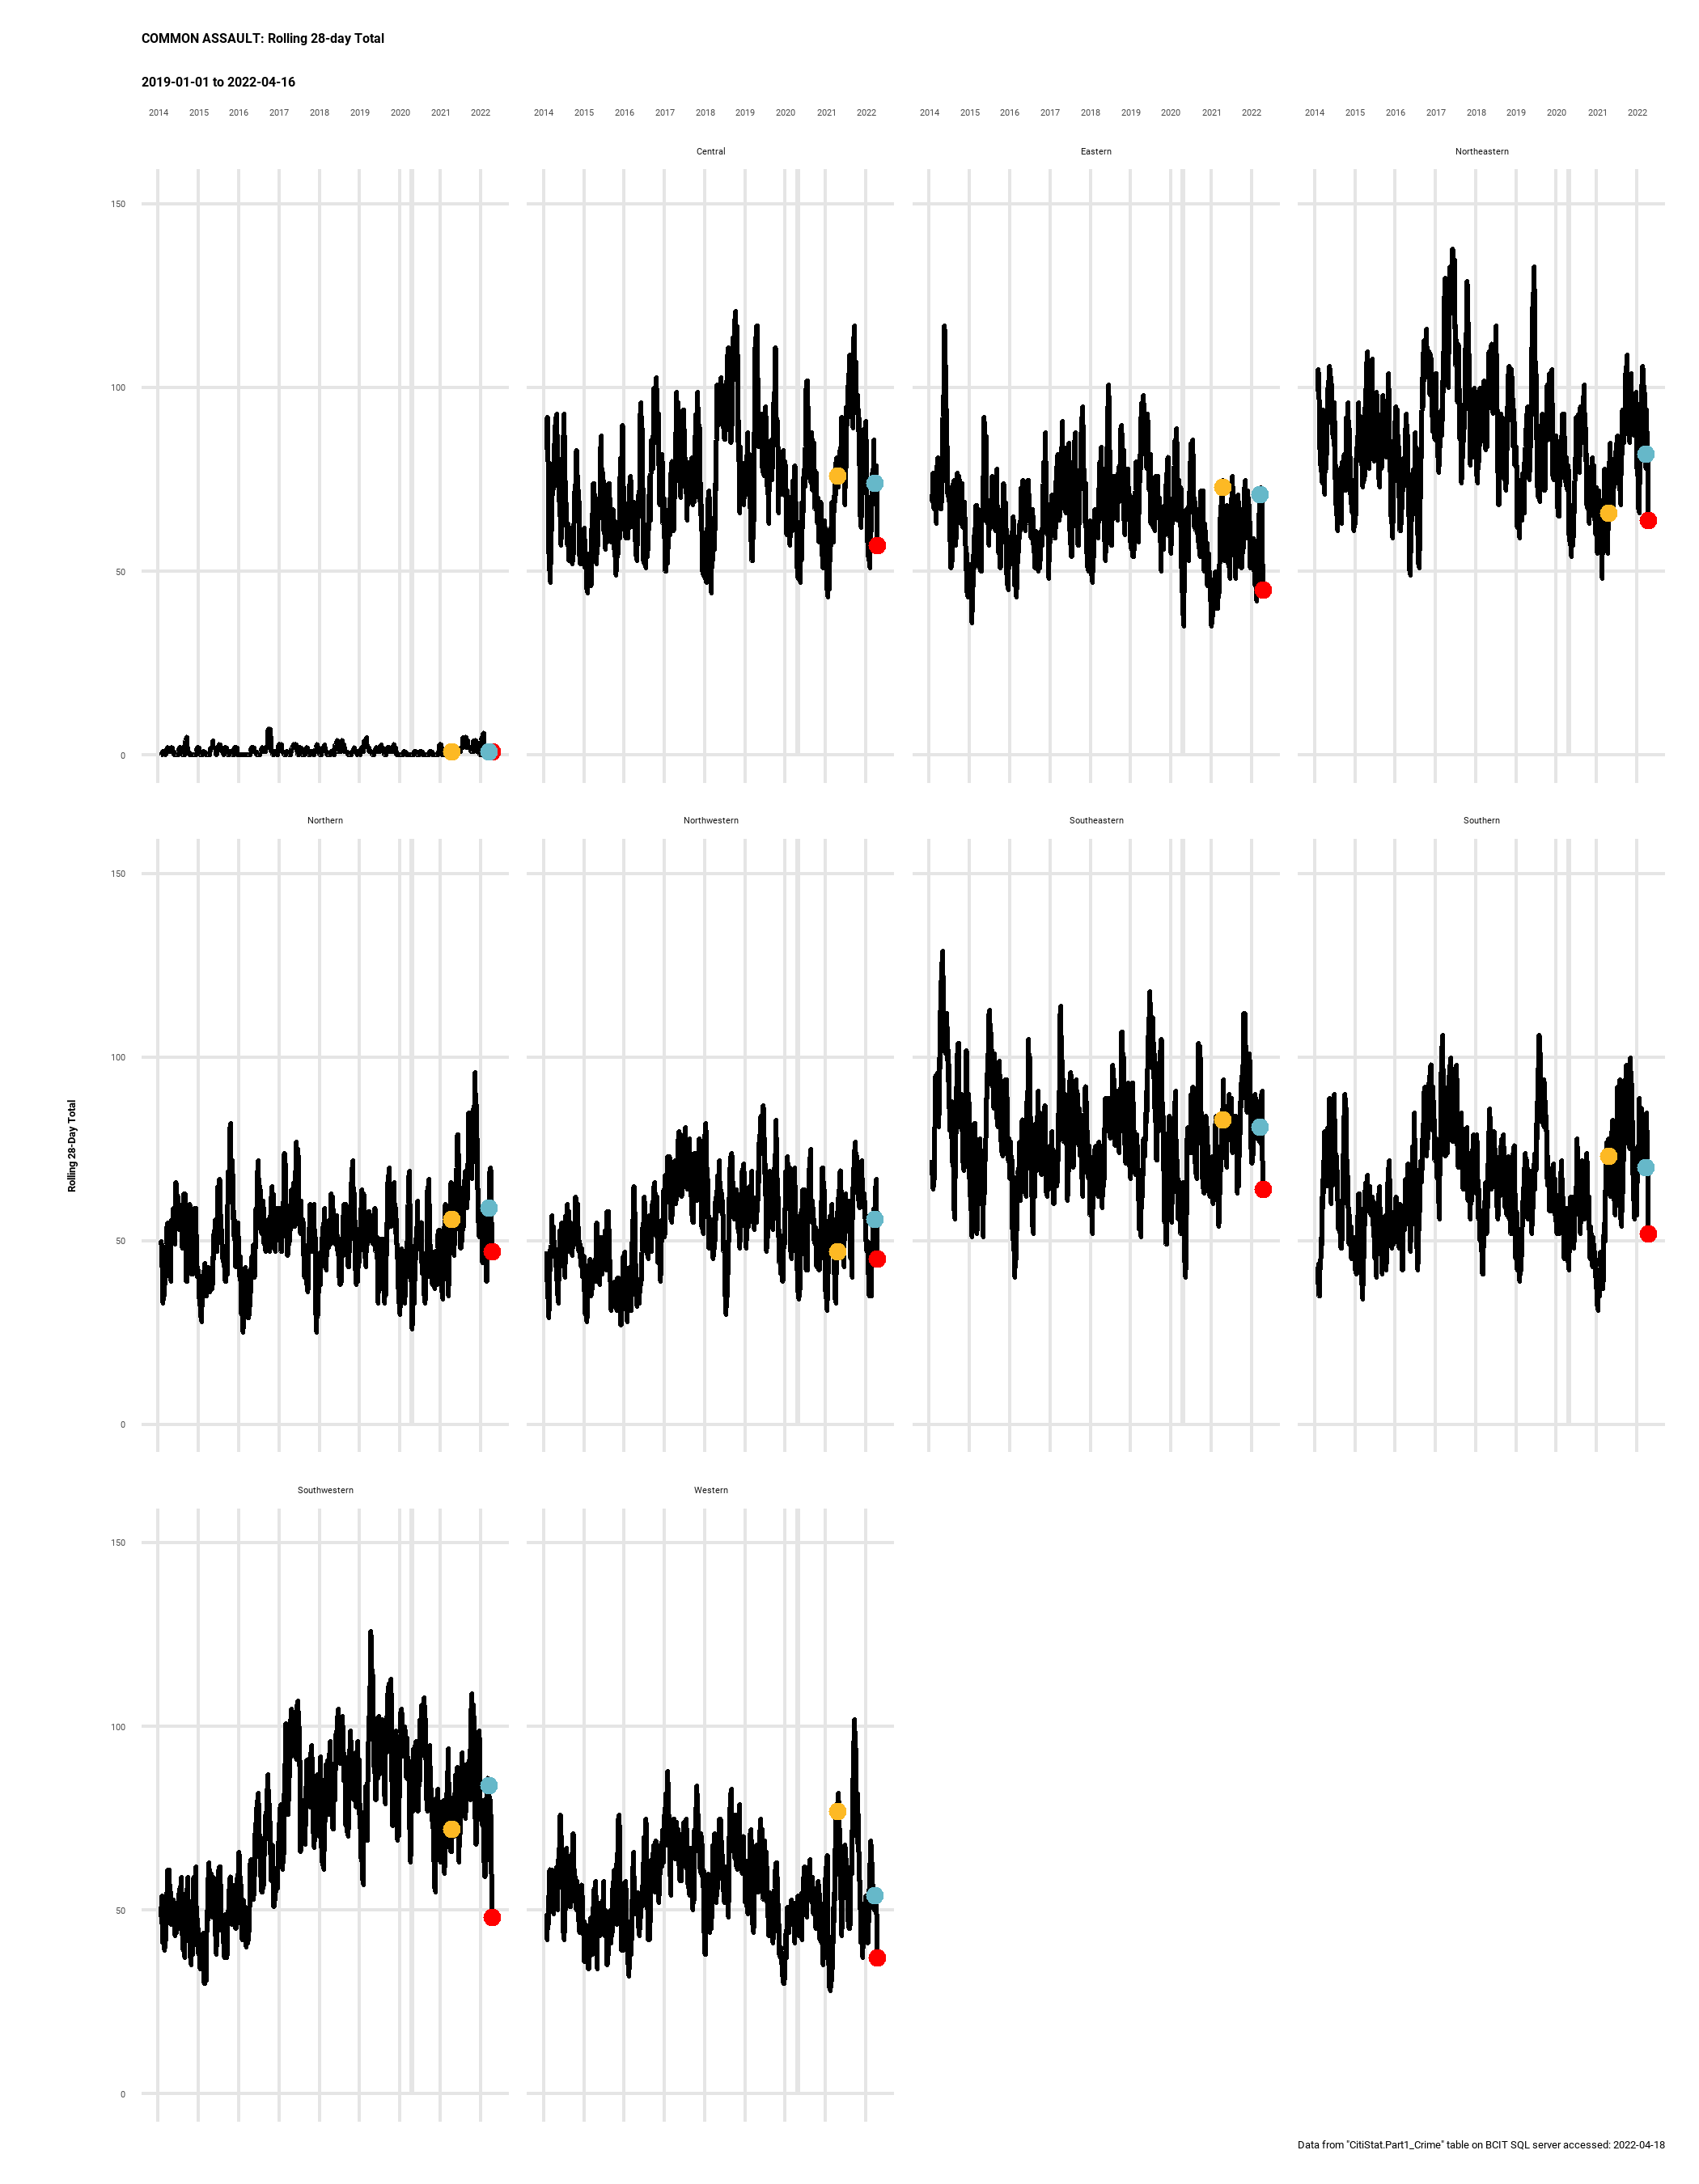 COMMON ASSAULT: Rolling 28-day Total
2019-01-01 to 2022-04-16
2014 2015 2016 2017 2018 2019 2020 2021 2022 2014 2015 2016 2017 2018 2019 2020 2021 2022 2014 2015 2016 2017 2018 2019 2020 2021 2022 2014 2015 2016 2017 2018 2019 2020 2021 2022
Central Eastern Northeastern
150
100
50
0
Northern Northwestern Southeastern Southern
150
100
Rolling 28-Day Total
50
0
Southwestern Western
150
100
50
0
Data from "CitiStat.Part1_Crime" table on BCIT SQL server accessed: 2022-04-18